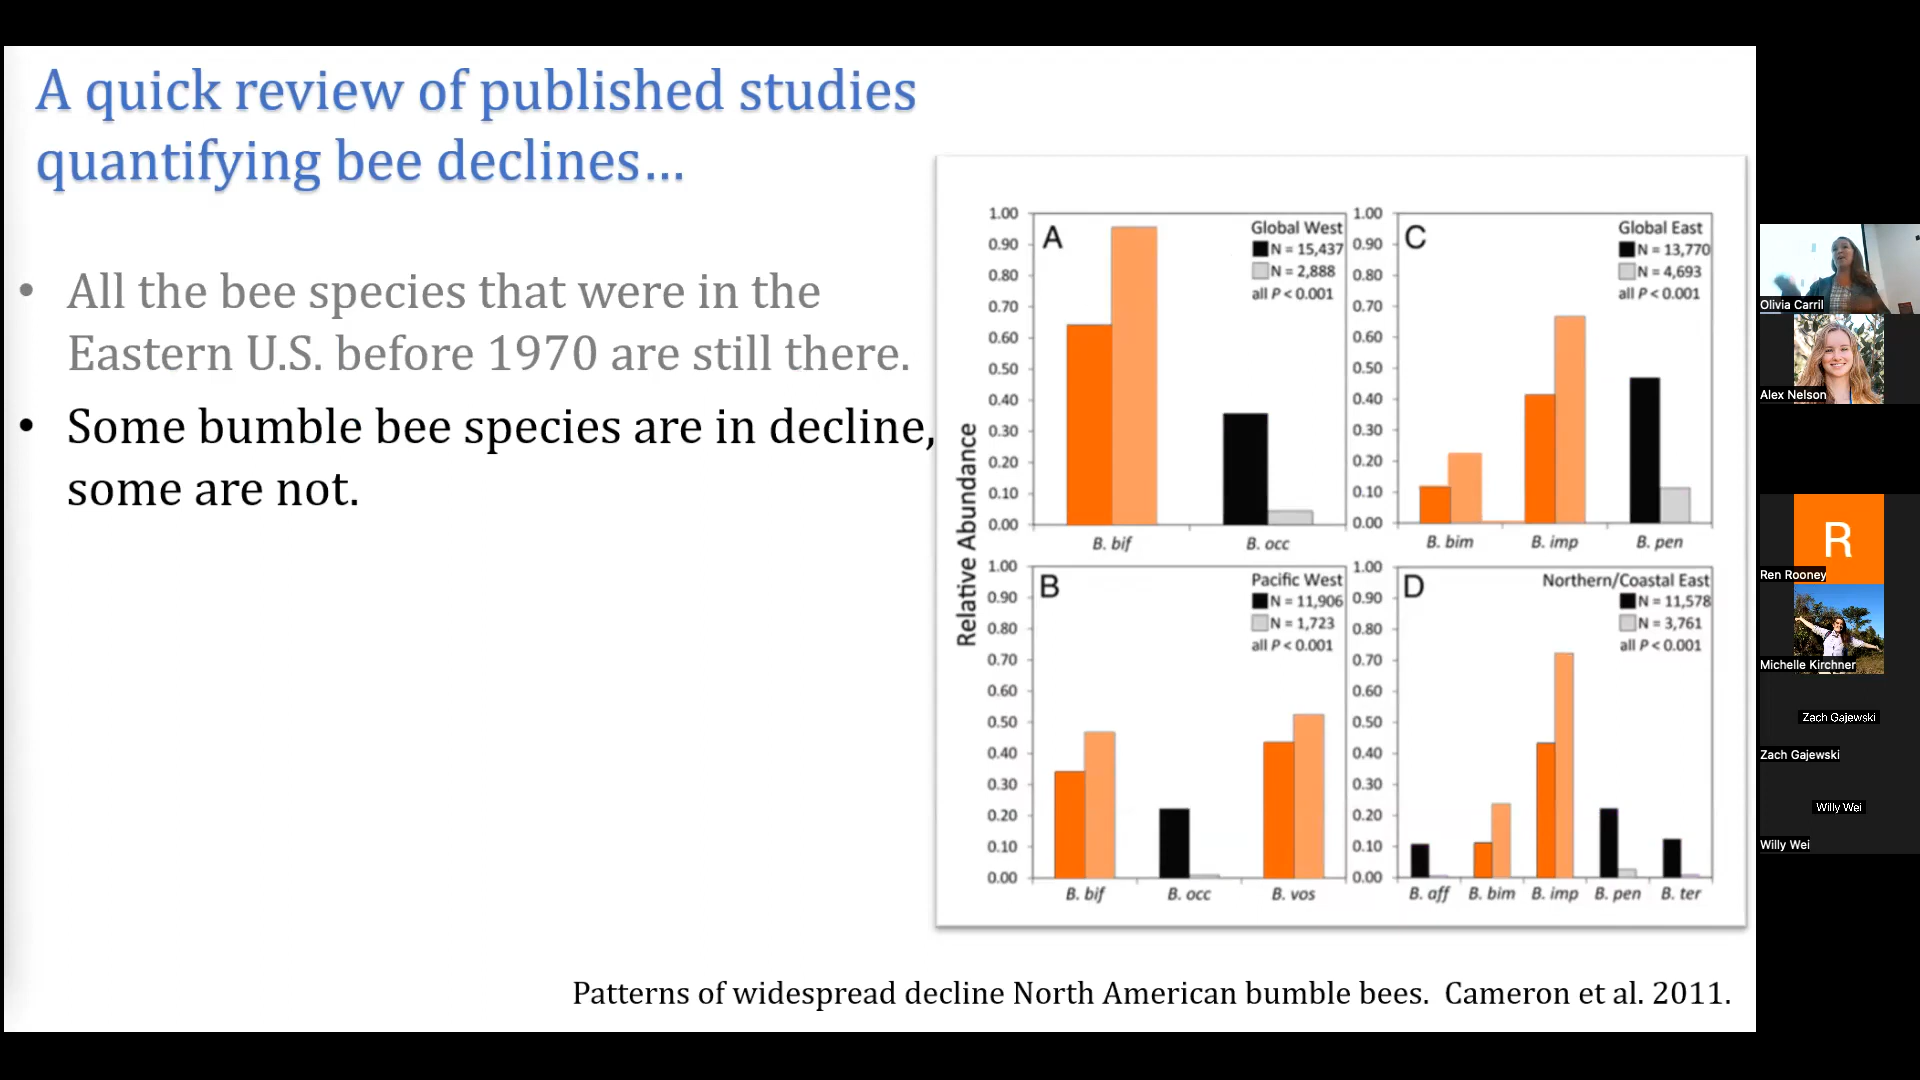 A quick review of published studies
quantifying bee declines…
• All the bee species that were in the
Eastern U.S. before 1970 are still there.
• Some bumble bee species are in decline,
some are not.
Relative Abundance
A
Global West
N = 15,437
N = 2,888
all P < 0.001
1.00
0.90
0.80
0.70
0.60
0.50
0.40
0.30
0.20
0.10
0.00
B. bif B. occ
C
Global East
N = 13,770
N = 4,693
all P < 0.001
1.00
0.90
0.80
0.70
0.60
0.50
0.40
0.30
0.20
0.10
0.00
B. bim B. imp B. pen
B
Pacific West
N = 11,906
N = 1,723
all P < 0.001
1.00
0.90
0.80
0.70
0.60
0.50
0.40
0.30
0.20
0.10
0.00
B. bif B. occ B. vos
D
Northern/Coastal East
N = 11,578
N = 3,761
all P < 0.001
1.00
0.90
0.80
0.70
0.60
0.50
0.40
0.30
0.20
0.10
0.00
B. aff B. bim B. imp B. pen B. ter
Patterns of widespread decline North American bumble bees. Cameron et al. 2011.
Olivia Carril
Alex Nelson
R
Ren Rooney
Michelle Kirchner
Zach Gajewski
Zach Gajewski
Willy Wei
Willy Wei